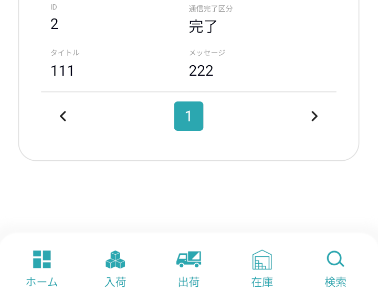 ID 通信完了区分
2 完了
タイトル メッセージ
111 222
1
ホーム 入荷 出荷 在庫 検索